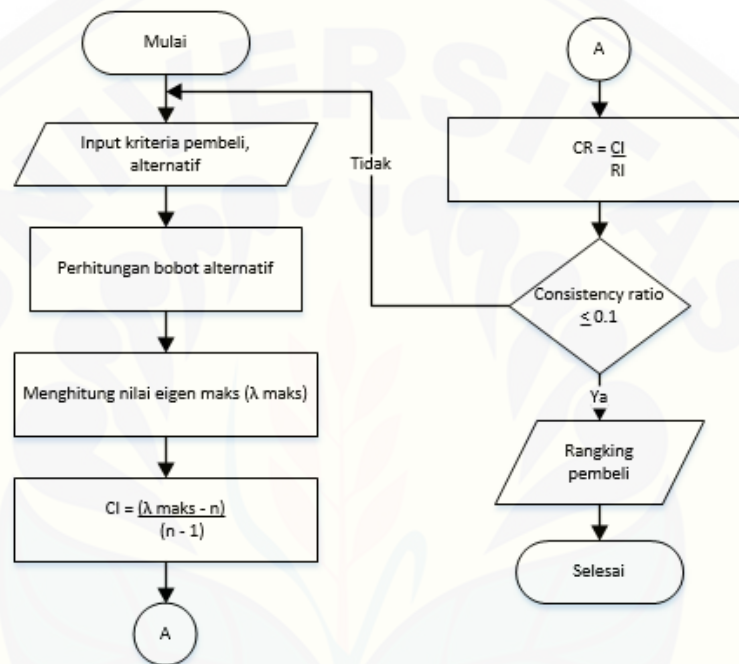 Mulai
Input kriteria pembeli,
alternatif
Perhitungan bobot alternatif
Menghitung nilai eigen maks (λ maks)
CI = (λ maks - n)
(n - 1)
A
A
CR = CI
RI
Consistency ratio
≤ 0.1
Tidak
Ya
Rangking
pembeli
Selesai
UNIVERSITAS